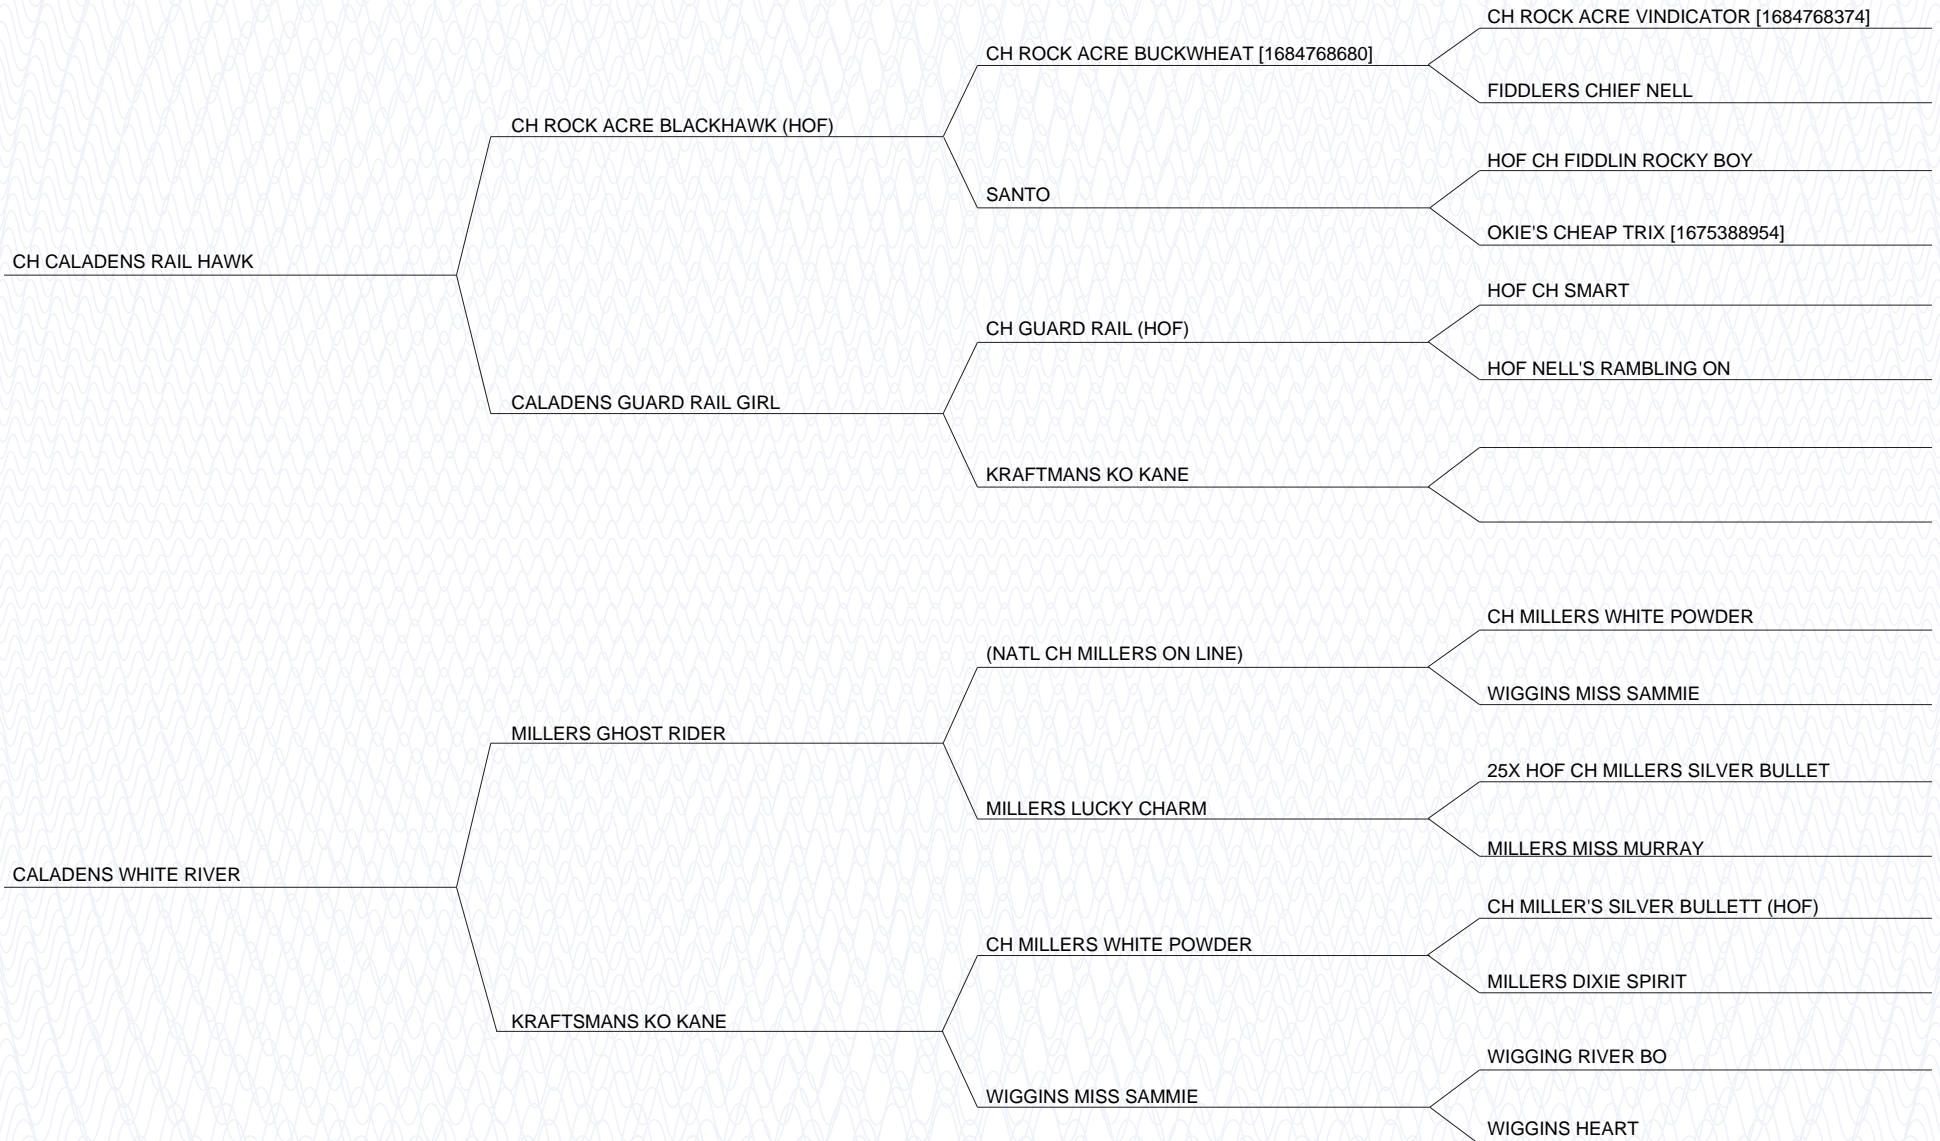 CH ROCK ACRE VINDICATOR [1684768374]
CH ROCK ACRE BUCKWHEAT [1684768680]
FIDDLERS CHIEF NELL
CH ROCK ACRE BLACKHAWK (HOF)
HOF CH FIDDLIN ROCKY BOY
SANTO
OKIE'S CHEAP TRIX [1675388954]
CH CALADENS RAIL HAWK
HOF CH SMART
CH GUARD RAIL (HOF)
HOF NELL'S RAMBLING ON
CALADENS GUARD RAIL GIRL
KRAFTMANS KO KANE
CH MILLERS WHITE POWDER
(NATL CH MILLERS ON LINE)
WIGGINS MISS SAMMIE
MILLERS GHOST RIDER
25X HOF CH MILLERS SILVER BULLET
MILLERS LUCKY CHARM
MILLERS MISS MURRAY
CALADENS WHITE RIVER
CH MILLER'S SILVER BULLETT (HOF)
CH MILLERS WHITE POWDER
MILLERS DIXIE SPIRIT
KRAFTSMANS KO KANE
WIGGING RIVER BO
WIGGINS MISS SAMMIE
WIGGINS HEART